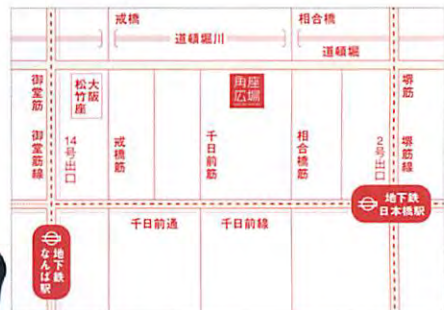 戎橋
相合橋
道頓堀川
道頓堀
御堂筋
御堂筋線
大阪
松竹座
14号出口
戎橋筋
千日前筋
角座
広場
相合橋筋
2号出口
堺筋
堺筋線
千日前通
千日前線
地下鉄
日本橋駅
地下鉄
なんば駅